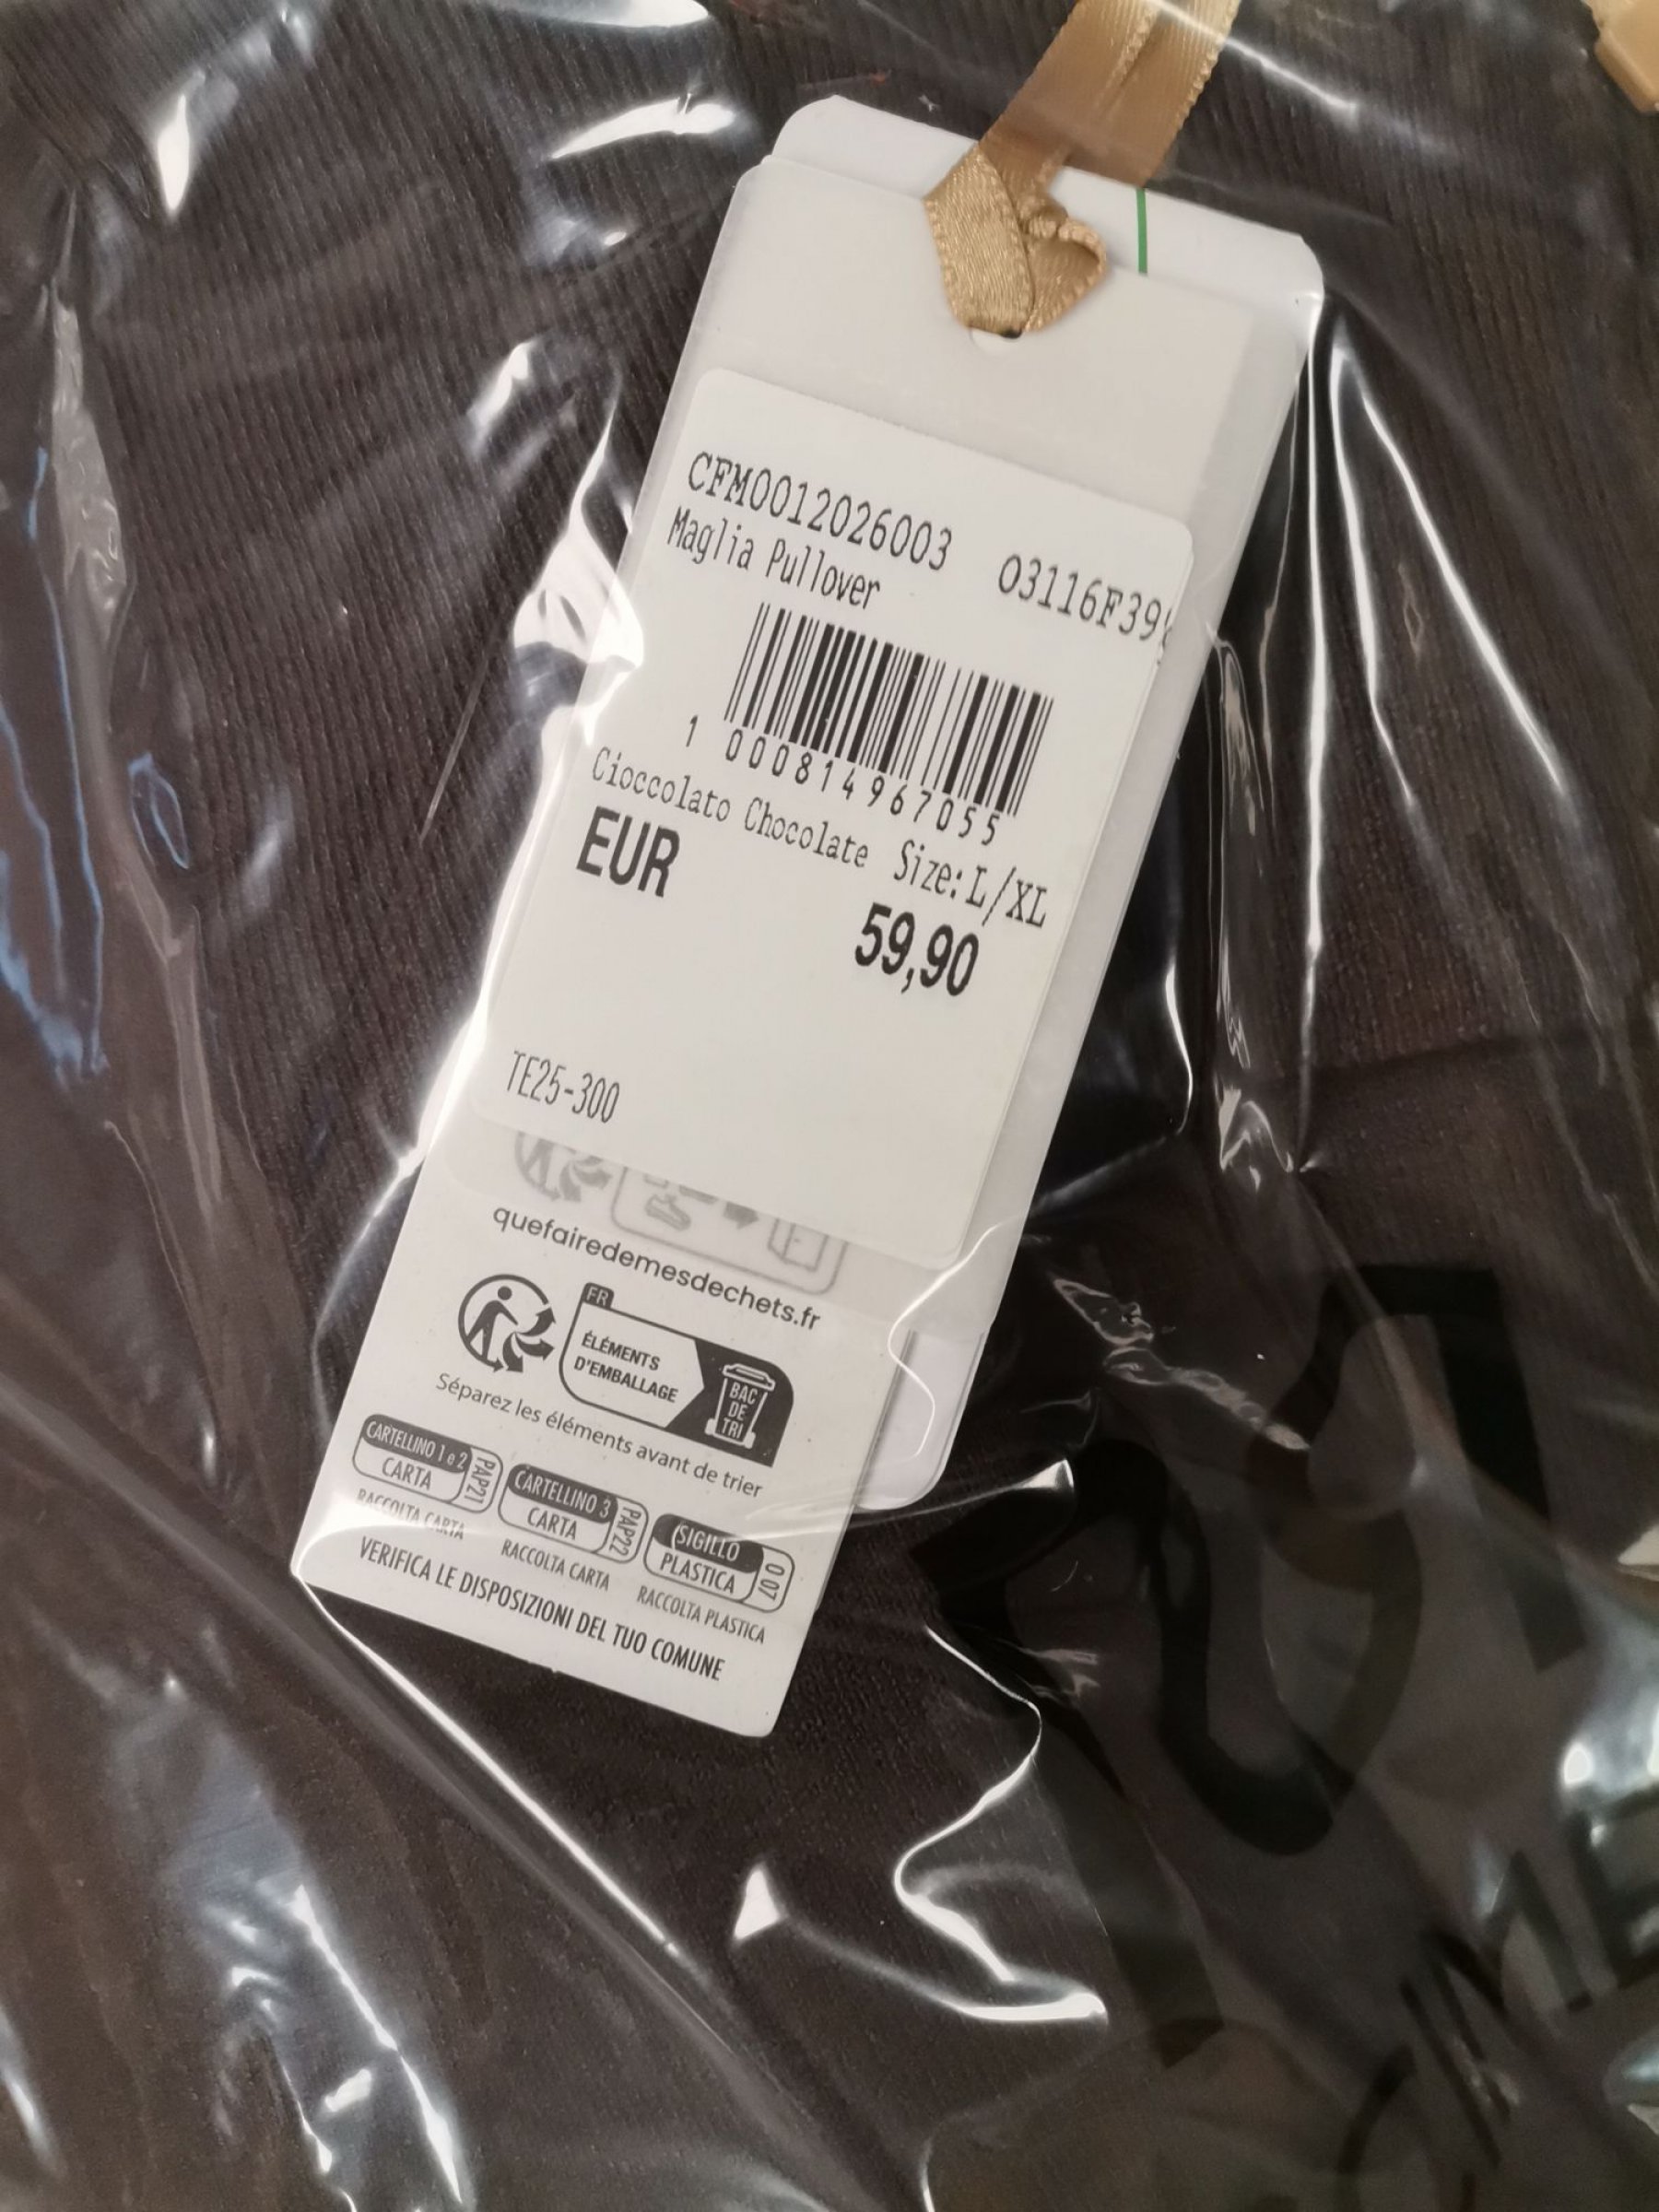 CFM0012026003 03116F39
Maglia Pullover
1 000814967055
Cioccolato Chocolate Size: L/XL
EUR 59,90
TE25-300
quefairedemesdechets.fr
FR
ÉLÉMENTS
D'EMBALLAGE
BAC
DE
TRI
Séparez les éléments avant de trier
CARTELLINO 1 e 2
CARTA
PAP21
RACCOLTA CARTA
CARTELLINO 3
CARTA
PAP22
RACCOLTA CARTA
SIGILLO
PLASTICA
0 07
RACCOLTA PLASTICA
VERIFICA LE DISPOSIZIONI DEL TUO COMUNE